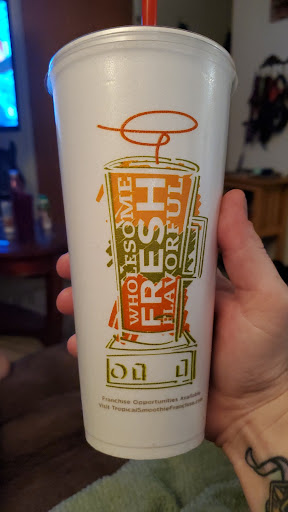 WHOLESOME
FRESH
FLAVORFUL
Franchise Opportunities Available
Visit TropicalSmoothieFranchise.com